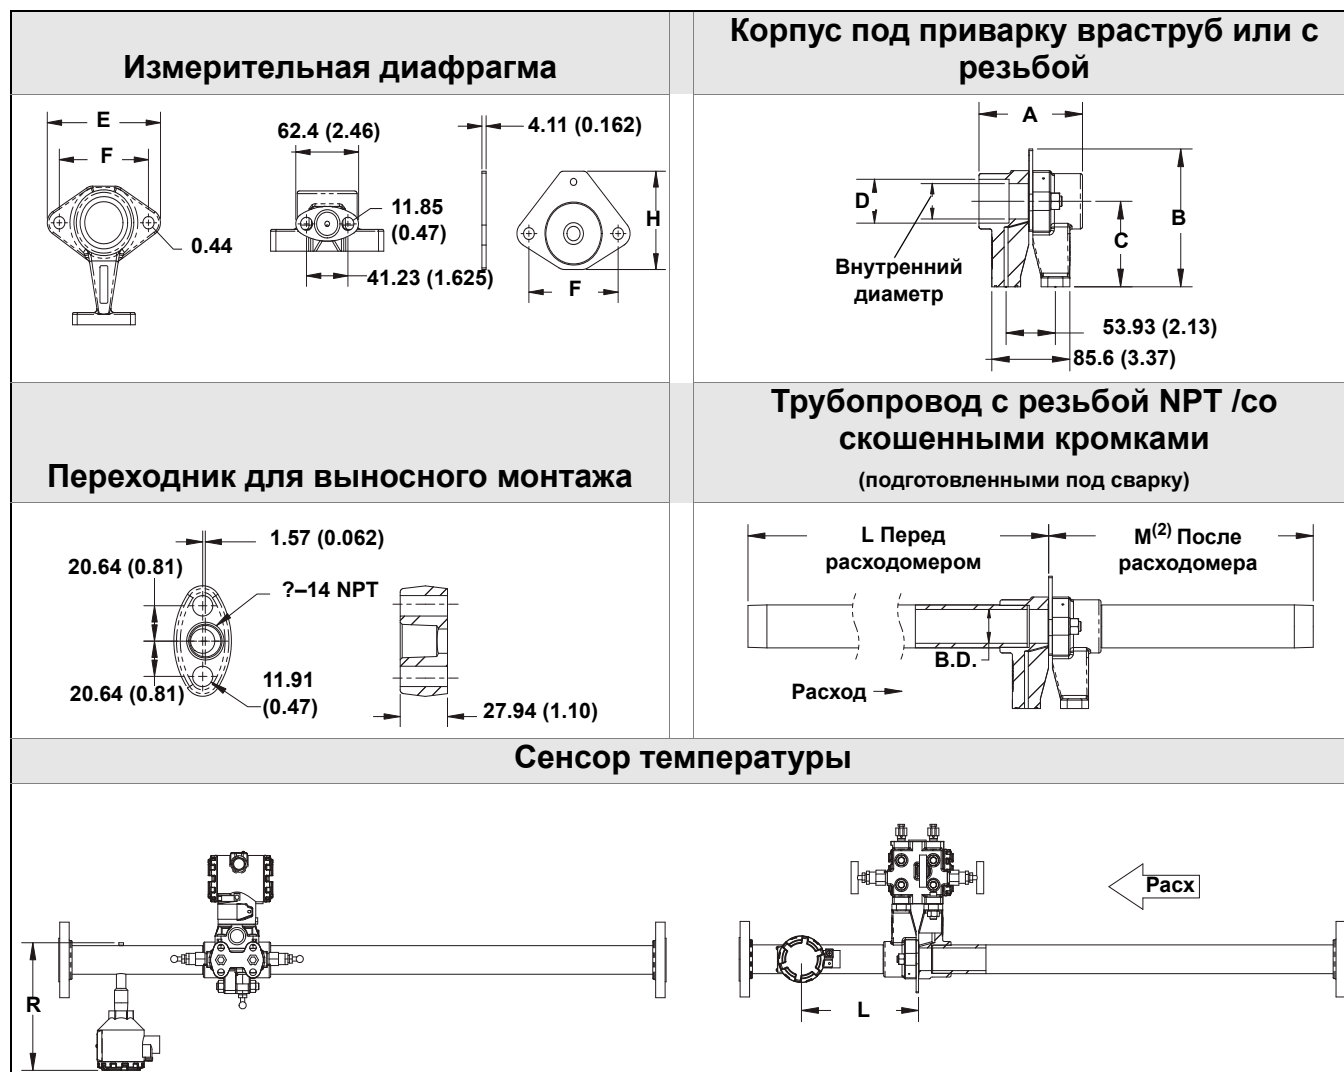 Измерительная диафрагма
Корпус под приварку враструб или с
резьбой
E
F
0.44
62.4 (2.46)
11.85
(0.47)
41.23 (1.625)
4.11 (0.162)
H
F
A
D
B
C
Внутренний
диаметр
53.93 (2.13)
85.6 (3.37)
Переходник для выносного монтажа
Трубопровод с резьбой NPT /со
скошенными кромками
(подготовленными под сварку)
1.57 (0.062)
20.64 (0.81)
?–14 NPT
20.64 (0.81)
11.91
(0.47)
27.94 (1.10)
L Перед
расходомером
M(2) После
расходомера
B.D.
Расход
Сенсор температуры
R
L
Расх